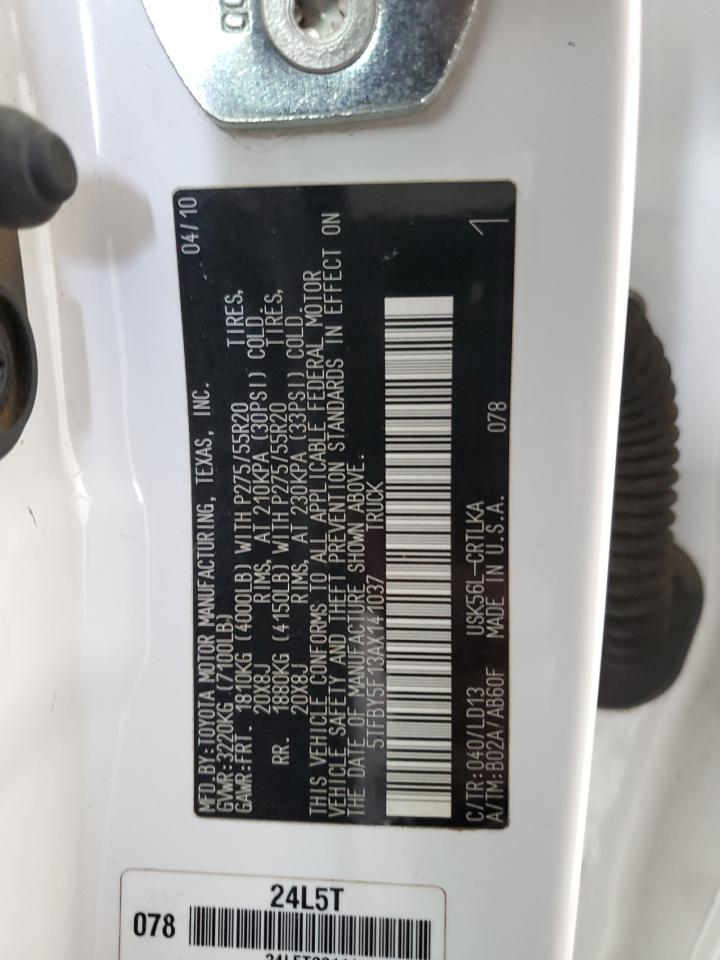 MFD.BY:TOYOTA MOTOR MANUFACTURING, TEXAS, INC. 04/10
GVWR:3220KG (7100LB)
GAWR:FRT. 1810KG (4000LB) WITH P275/55R20 TIRES,
20X8J RIMS, AT 210KPA (30PSI) COLD.
RR. 1880KG (4150LB) WITH P275/55R20 TIRES,
20X8J RIMS, AT 230KPA (33PSI) COLD.
THIS VEHICLE CONFORMS TO ALL APPLICABLE FEDERAL MOTOR
VEHICLE SAFETY AND THEFT PREVENTION STANDARDS IN EFFECT ON
THE DATE OF MANUFACTURE SHOWN ABOVE.
5TFBY5F13AX141037 TRUCK
C/TR:040/LD13 USK56L-CRTLKA 078
A/TM:B02A/AB60F MADE IN U.S.A. 1
24L5T
078